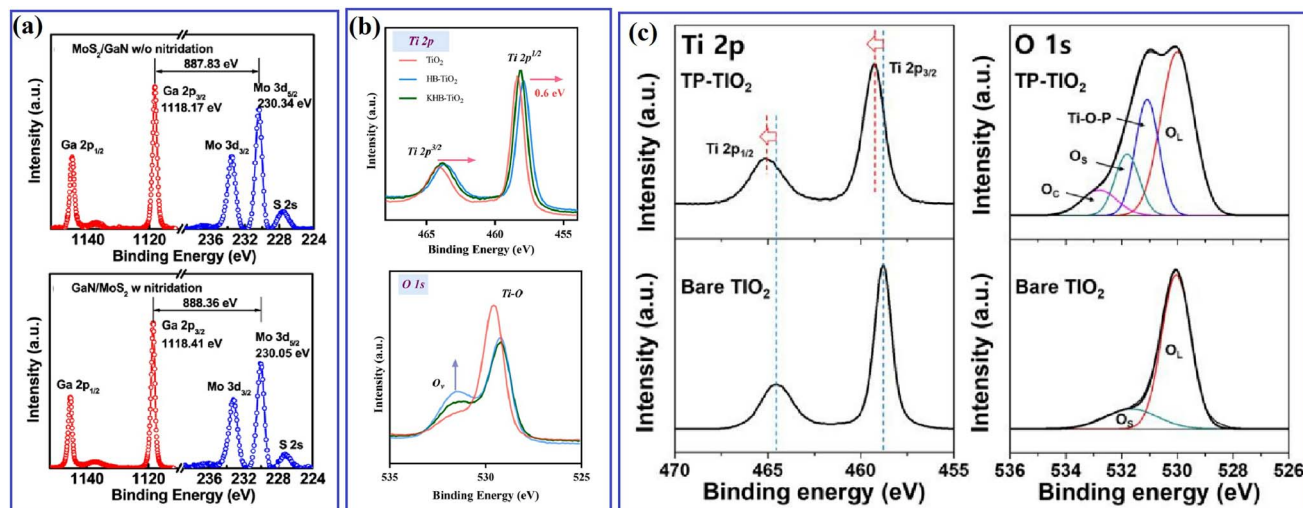 (a)
MoS2/GaN w/o nitridation
887.83 eV
Ga 2p3/2
1118.17 eV
Mo 3d5/2
230.34 eV
Ga 2p1/2
Mo 3d3/2
S 2s
Intensity (a.u.)
1140 1120 236 232 228 224
Binding Energy (eV)
GaN/MoS2 w nitridation
888.36 eV
Ga 2p3/2
1118.41 eV
Mo 3d5/2
230.05 eV
Ga 2p1/2
Mo 3d3/2
S 2s
Intensity (a.u.)
1140 1120 236 232 228 224
Binding Energy (eV)
(b)
Ti 2p
TiO2
HB-TiO2
KHB-TiO2
Ti 2p1/2
0.6 eV
Ti 2p3/2
Intensity (a.u.)
465 460 455
Binding Energy (eV)
O 1s
Ti-O
Ov
Intensity (a.u.)
535 530 525
Binding Energy (eV)
(c)
Ti 2p
TP-TIO2
Ti 2p3/2
Ti 2p1/2
Intensity (a.u.)
Bare TIO2
Intensity (a.u.)
470 465 460 455
Binding energy (eV)
O 1s
TP-TIO2
Ti-O-P
OL
OS
OC
Intensity (a.u.)
Bare TIO2
OL
OS
Intensity (a.u.)
536 534 532 530 528 526
Binding energy (eV)